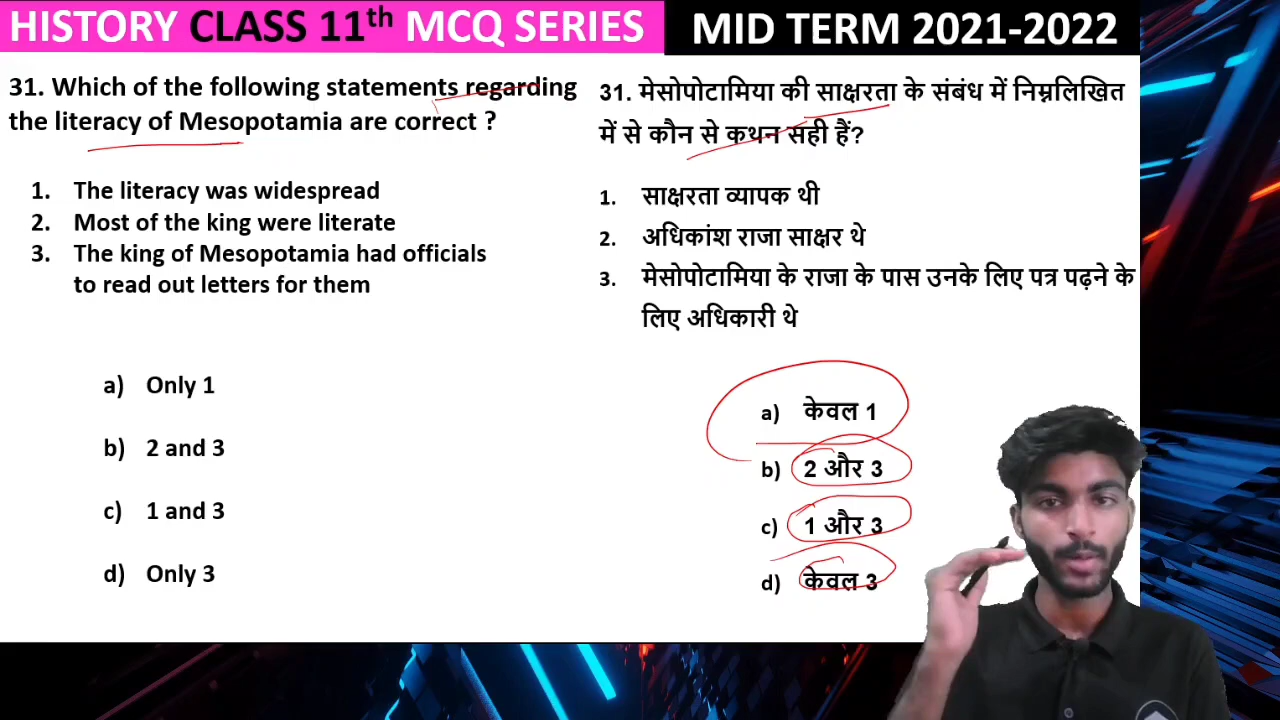 HISTORY CLASS 11th MCQ SERIES
MID TERM 2021-2022
31. Which of the following statements regarding
the literacy of Mesopotamia are correct ?
1. The literacy was widespread
2. Most of the king were literate
3. The king of Mesopotamia had officials
to read out letters for them
a) Only 1
b) 2 and 3
c) 1 and 3
d) Only 3
31. मेसोपोटामिया की साक्षरता के संबंध में निम्नलिखित
में से कौन से कथन सही हैं?
1. साक्षरता व्यापक थी
2. अधिकांश राजा साक्षर थे
3. मेसोपोटामिया के राजा के पास उनके लिए पत्र पढ़ने के
लिए अधिकारी थे
a) केवल 1
b) 2 और 3
c) 1 और 3
d) केवल 3